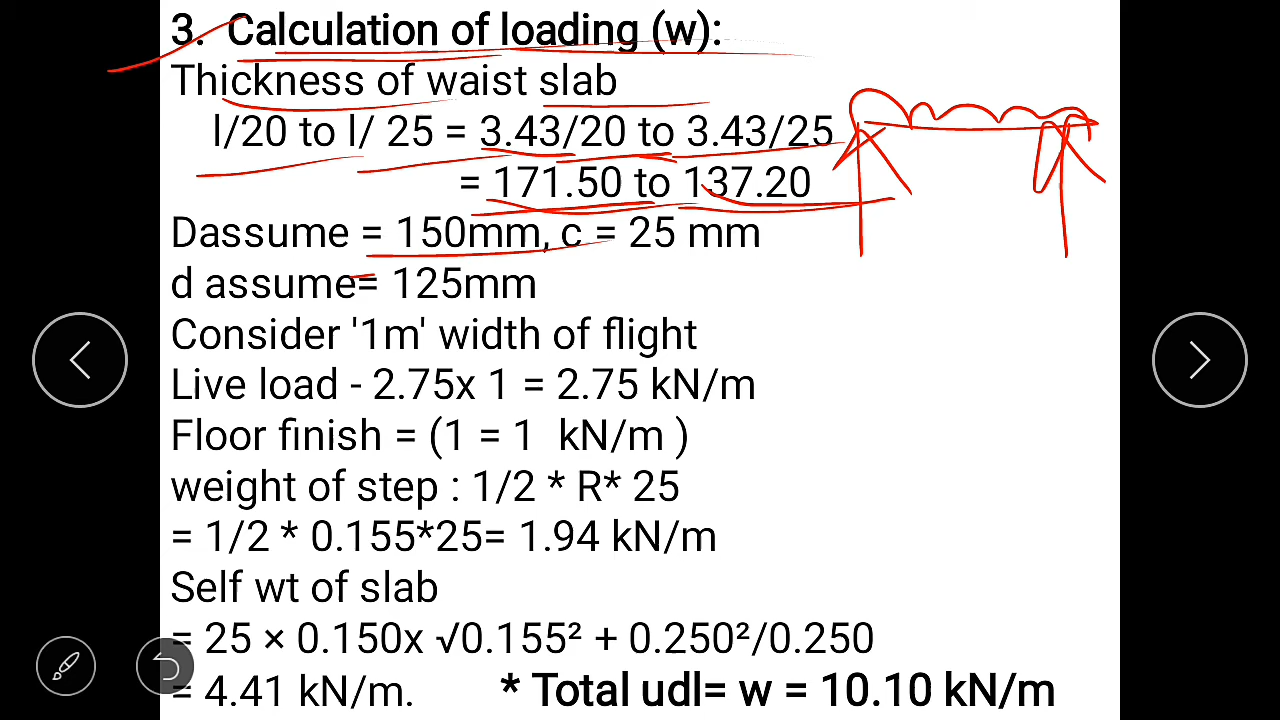 3. Calculation of loading (w):
Thickness of waist slab
l/20 to l/ 25 = 3.43/20 to 3.43/25
= 171.50 to 137.20
Dassume = 150mm, c = 25 mm
d assume= 125mm
Consider '1m' width of flight
Live load - 2.75x 1 = 2.75 kN/m
Floor finish = (1 = 1 kN/m )
weight of step : 1/2 * R* 25
= 1/2 * 0.155*25= 1.94 kN/m
Self wt of slab
= 25 × 0.150x √0.155² + 0.250²/0.250
= 4.41 kN/m. * Total udl= w = 10.10 kN/m